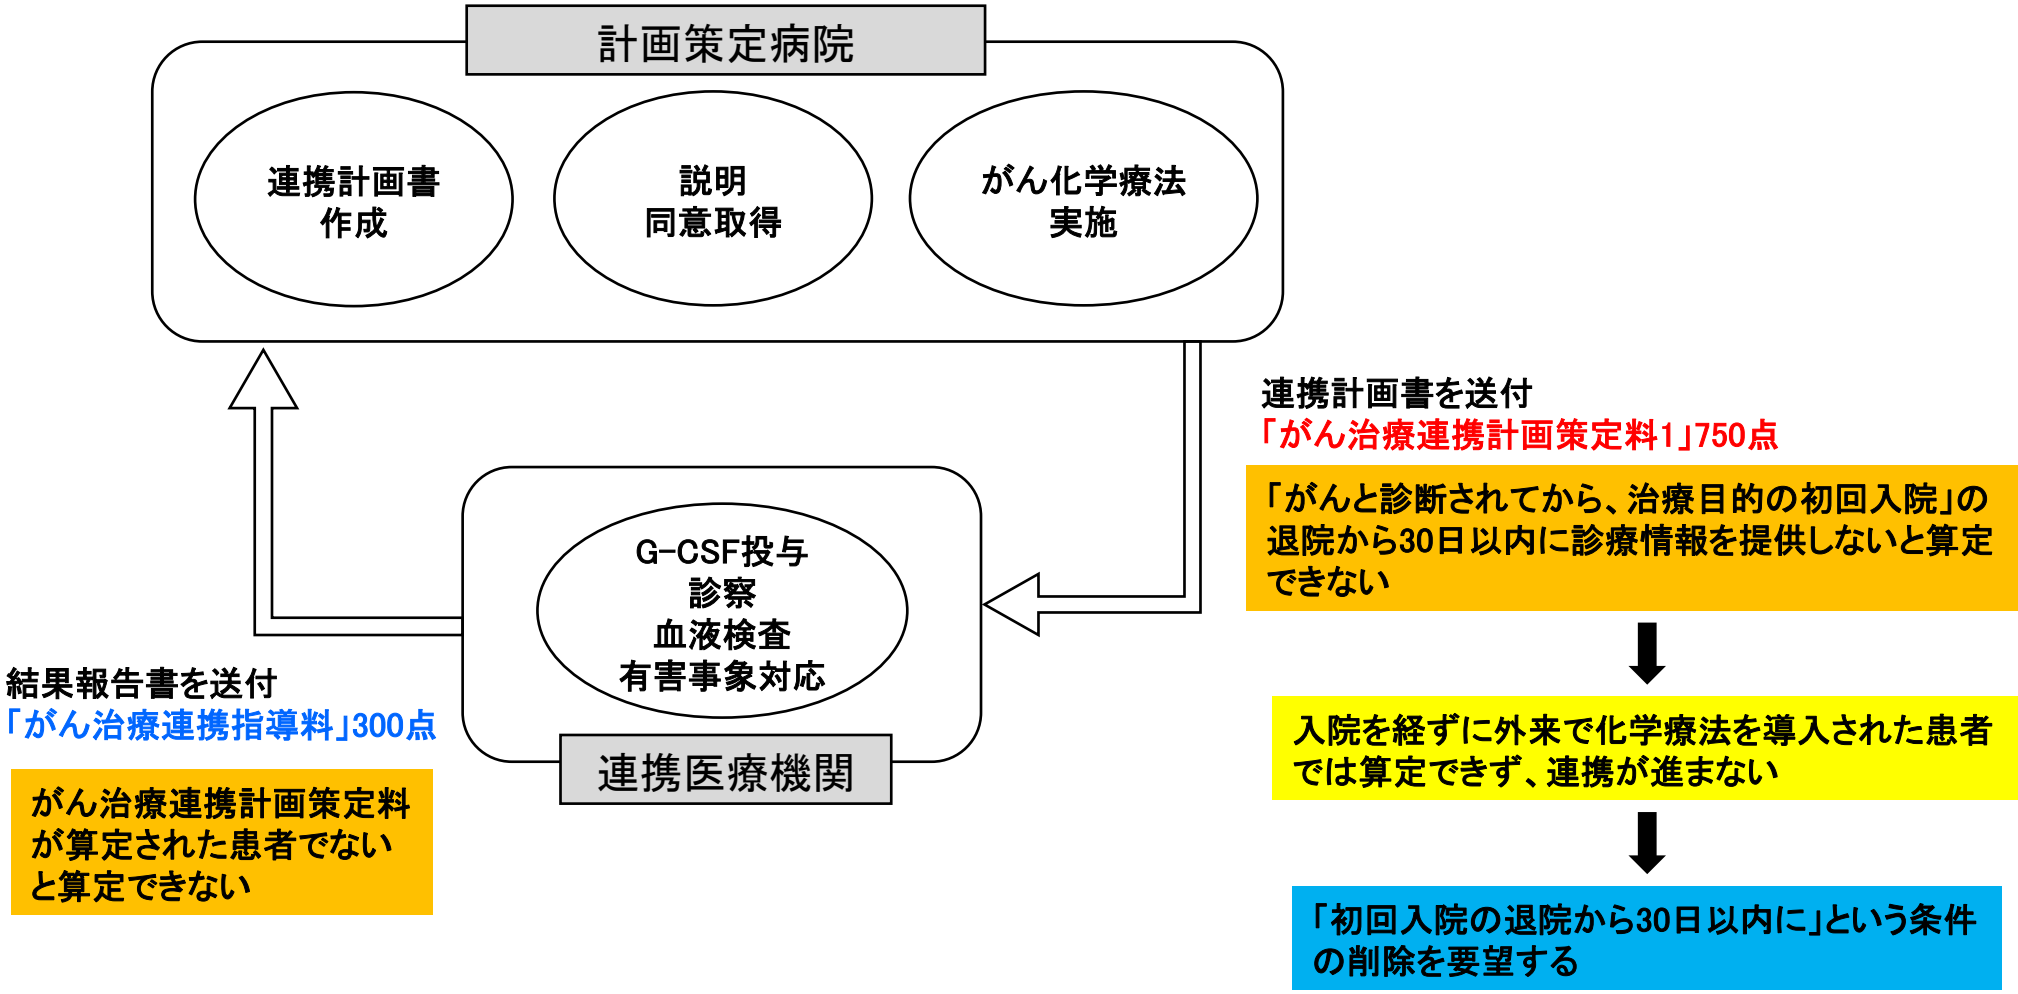 計画策定病院
連携計画書
作成
説明
同意取得
がん化学療法
実施
連携計画書を送付
「がん治療連携計画策定料1」750点
「がんと診断されてから、治療目的の初回入院」の
退院から30日以内に診療情報を提供しないと算定
できない
G-CSF投与
診察
血液検査
有害事象対応
連携医療機関
結果報告書を送付
「がん治療連携指導料」300点
がん治療連携計画策定料
が算定された患者でない
と算定できない
入院を経ずに外来で化学療法を導入された患者
では算定できず、連携が進まない
「初回入院の退院から30日以内に」という条件
の削除を要望する